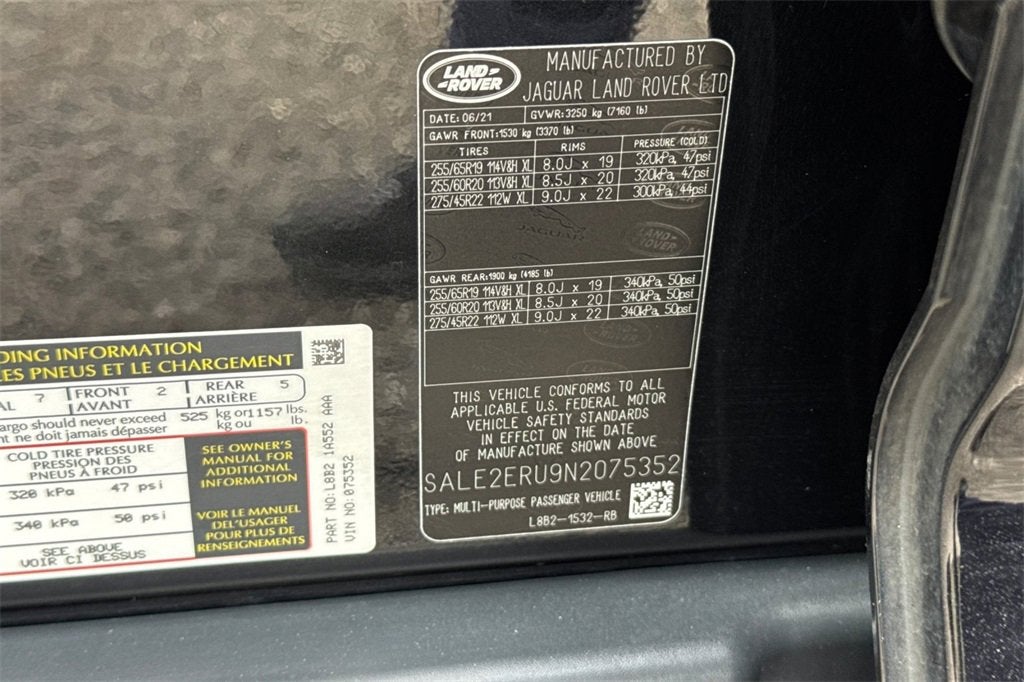 LAND-
-ROVER
MANUFACTURED BY
JAGUAR LAND ROVER LTD
DATE: 06/21 GVWR:3250 kg (7160 lb)
GAWR FRONT:1530 kg (3370 lb)
TIRES RIMS PRESSURE (COLD)
255/65R19 114V&H XL 8.0J x 19 320kPa, 47psi
255/60R20 113V&H XL 8.5J x 20 320kPa, 47psi
275/45R22 112W XL 9.0J x 22 300kPa, 44psi
JAGUAR
LAND-
-ROVER
GAWR REAR:1900 kg (4185 lb)
255/65R19 114V&H XL 8.0J x 19 340kPa, 50psi
255/60R20 113V&H XL 8.5J x 20 340kPa, 50psi
275/45R22 112W XL 9.0J x 22 340kPa, 50psi
THIS VEHICLE CONFORMS TO ALL
APPLICABLE U.S. FEDERAL MOTOR
VEHICLE SAFETY STANDARDS
IN EFFECT ON THE DATE
OF MANUFACTURE SHOWN ABOVE
SALE2ERU9N2075352
TYPE: MULTI-PURPOSE PASSENGER VEHICLE
L8B2-1532-RB
DING INFORMATION
LES PNEUS ET LE CHARGEMENT
AL 7 FRONT 2 REAR 5
AVANT ARRIÈRE
argo should never exceed 525 kg or 1157 lbs.
nt ne doit jamais dépasser kg ou lb.
COLD TIRE PRESSURE
PRESSION DES
PNEUS À FROID
320 kPa 47 psi
340 kPa 50 psi
SEE ABOVE
VOIR CI DESSUS
SEE OWNER'S
MANUAL FOR
ADDITIONAL
INFORMATION
VOIR LE MANUEL
DEL'USAGER
POUR PLUS DE
RENSEIGNEMENTS
PART NO: L8B2 1A552 AAA
VIN NO: 075352